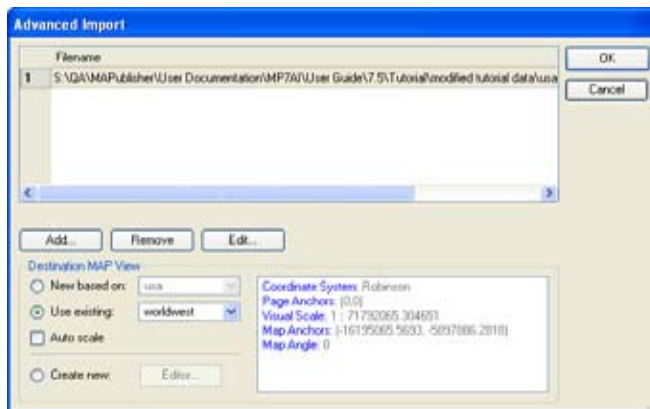 Advanced Import
Filename
1 S:\QA\MAPublisher\User Documentation\MP7AI\User Guide\7.5\Tutorial\modified tutorial data\usa
OK
Cancel
Add... Remove Edit...
Destination MAP View
New based on: usa
Use existing: worldwest
Auto scale
Create new: Editor...
Coordinate System: Robinson
Page Anchors: (0,0)
Visual Scale: 1 : 71792065.304651
Map Anchors: (-16195065.5693, -5897886.2810)
Map Angle: 0